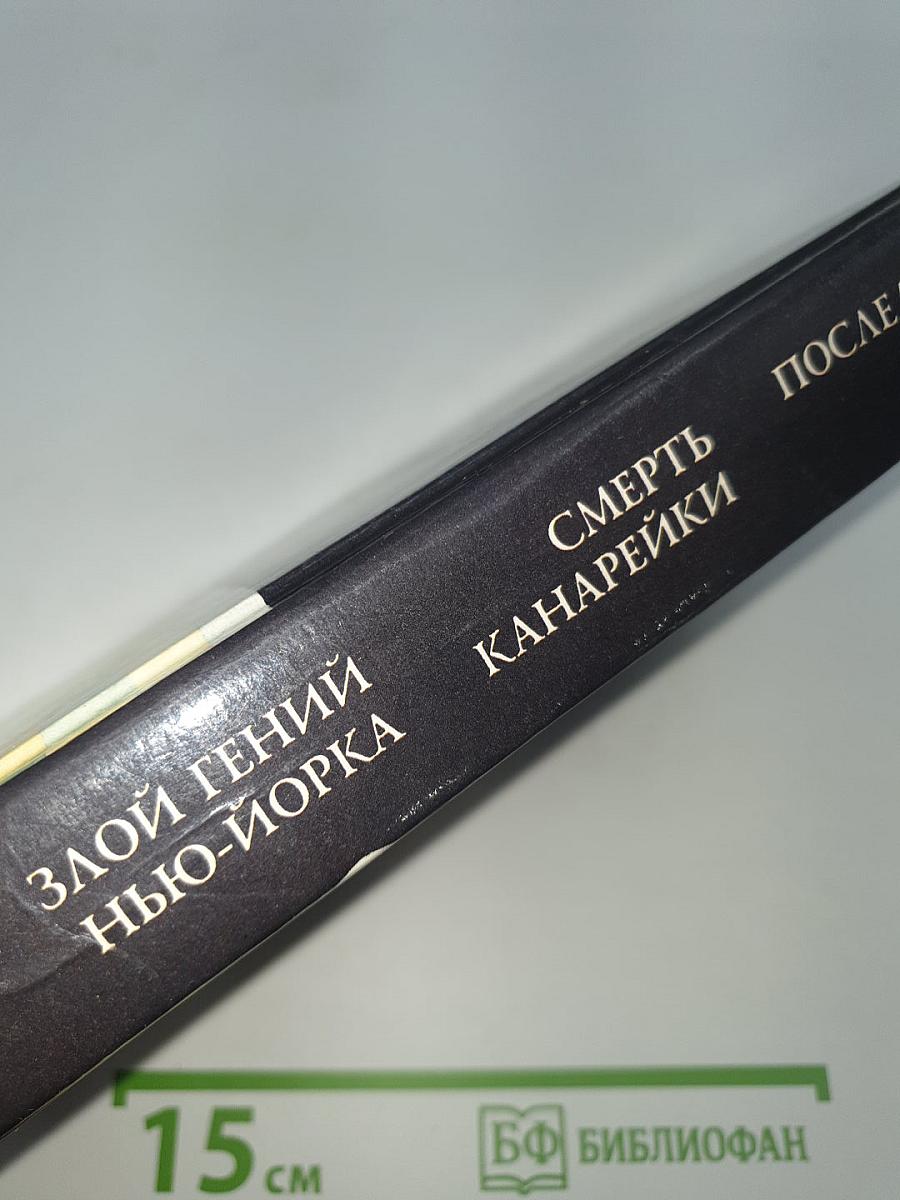 ЗЛОЙ ГЕНИЙ
НЬЮ-ЙОРКА
СМЕРТЬ
КАНАРЕЙКИ
15 см
БФ БИБЛИОФАН